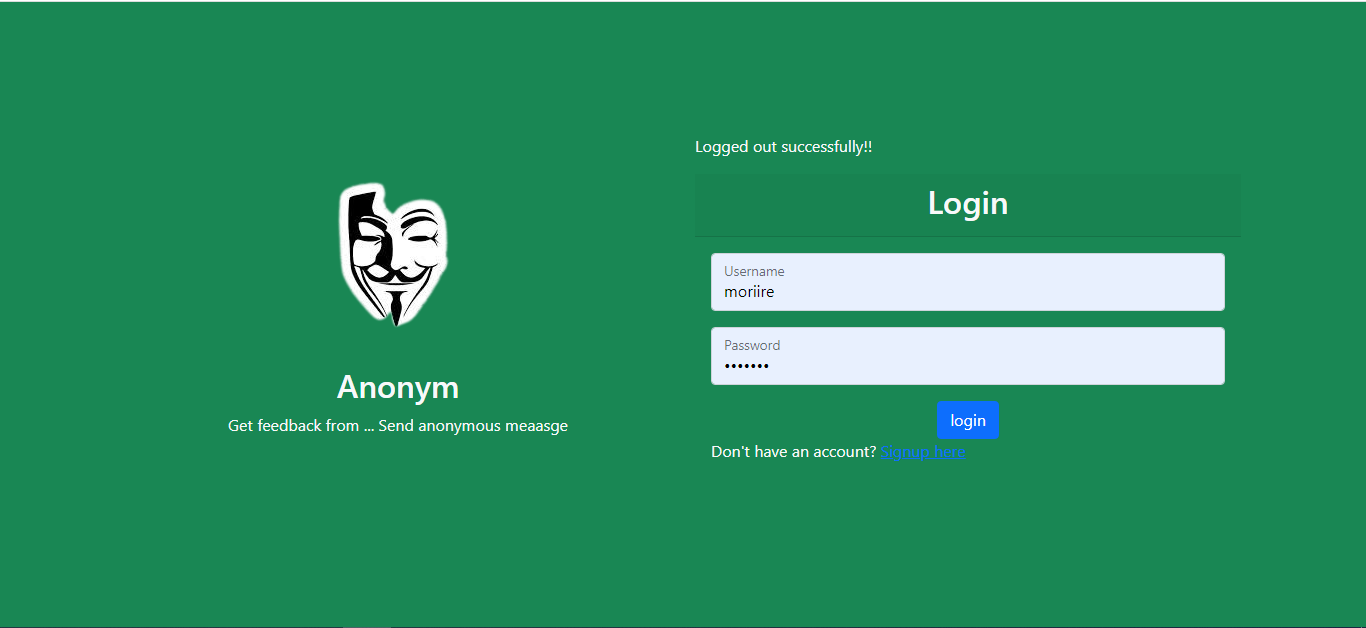 Logged out successfully!!
Login
Username
moriire
Password
•••••••
login
Don't have an account? Signup here
Anonym
Get feedback from ... Send anonymous meaasge